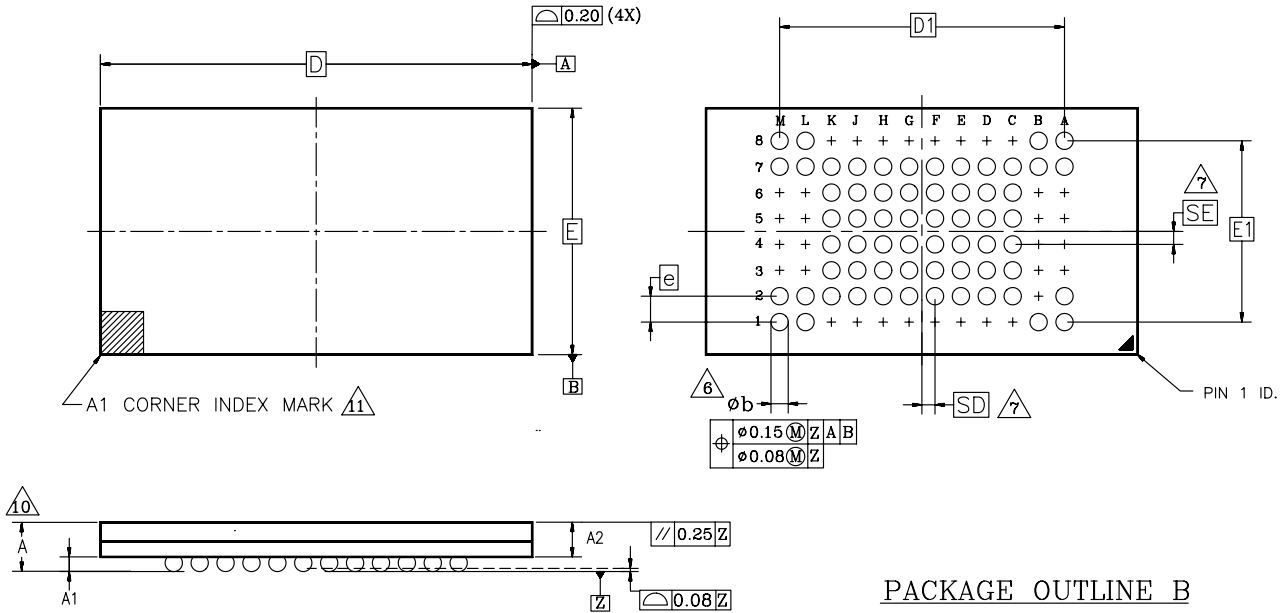 0.20 (4X)
D
A
D1
M L K J H G F E D C B A
8
7
6
5
4
3
2
1
E
B
7
SE
E1
e
A1 CORNER INDEX MARK 11
6
øb
SD 7
PIN 1 ID.
ø0.15 M Z A B
ø0.08 M Z
10
A
A1
A2
// 0.25 Z
Z
0.08 Z
PACKAGE OUTLINE B